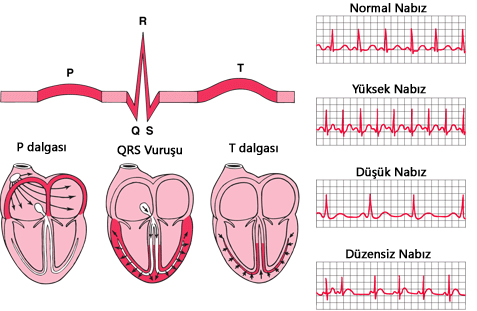 R
P
T
Q
S
P dalgası
QRS Vuruşu
T dalgası
Normal Nabız
Yüksek Nabız
Düşük Nabız
Düzensiz Nabız